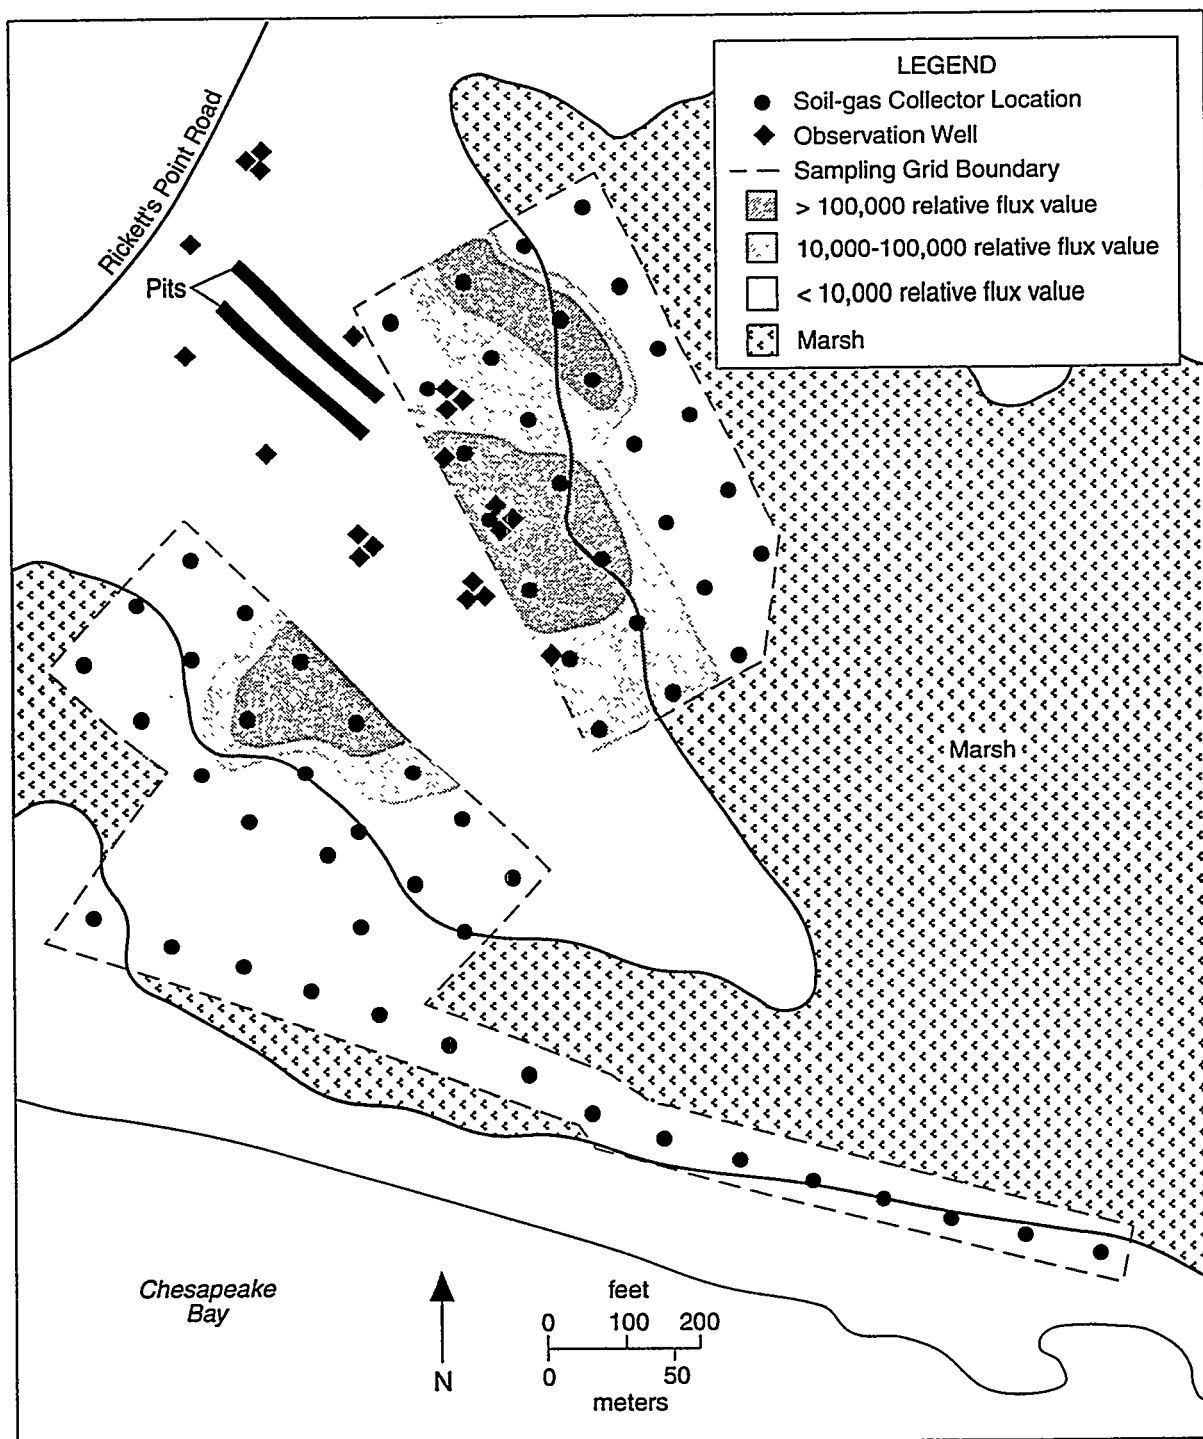 LEGEND
Soil-gas Collector Location
Observation Well
Sampling Grid Boundary
> 100,000 relative flux value
10,000-100,000 relative flux value
< 10,000 relative flux value
Marsh
Rickett's Point Road
Pits
Marsh
Chesapeake
Bay
N
feet
0 100 200
0 50
meters